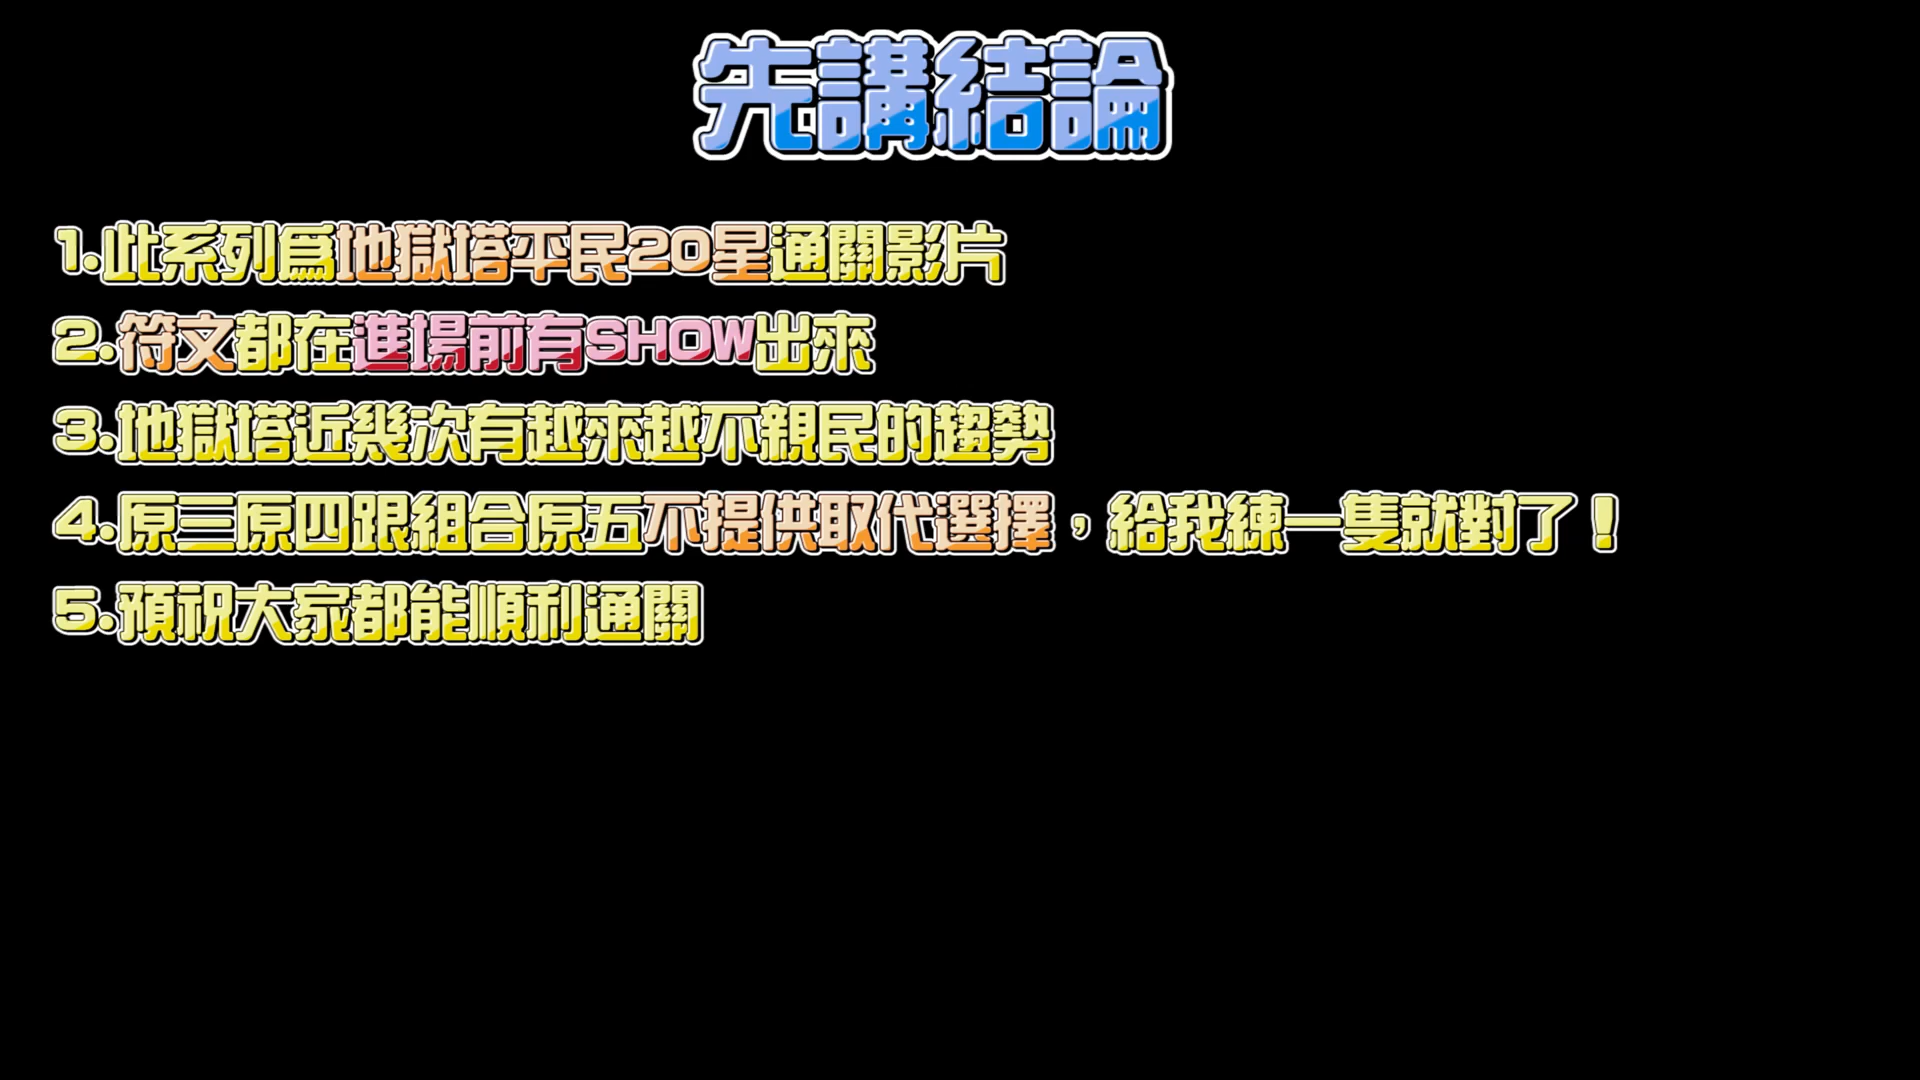 先講結論
1.此系列為地獄塔平民20星通關影片
2.符文都在進場前有SHOW出來
3.地獄塔近幾次有越來越不親民的趨勢
4.原三原四跟組合原五不提供取代選擇，給我練一隻就對了！
5.預祝大家都能順利通關